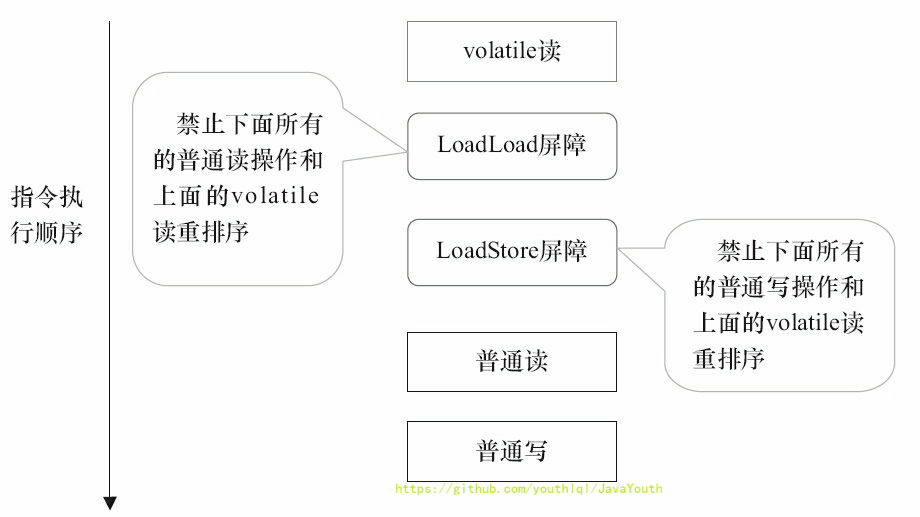 volatile读
禁止下面所有
的普通读操作和
上面的volatile
读重排序
LoadLoad屏障
指令执
行顺序
LoadStore屏障
禁止下面所有
的普通写操作和
上面的volatile读
重排序
普通读
普通写
https://github.com/youthlql/JavaYouth